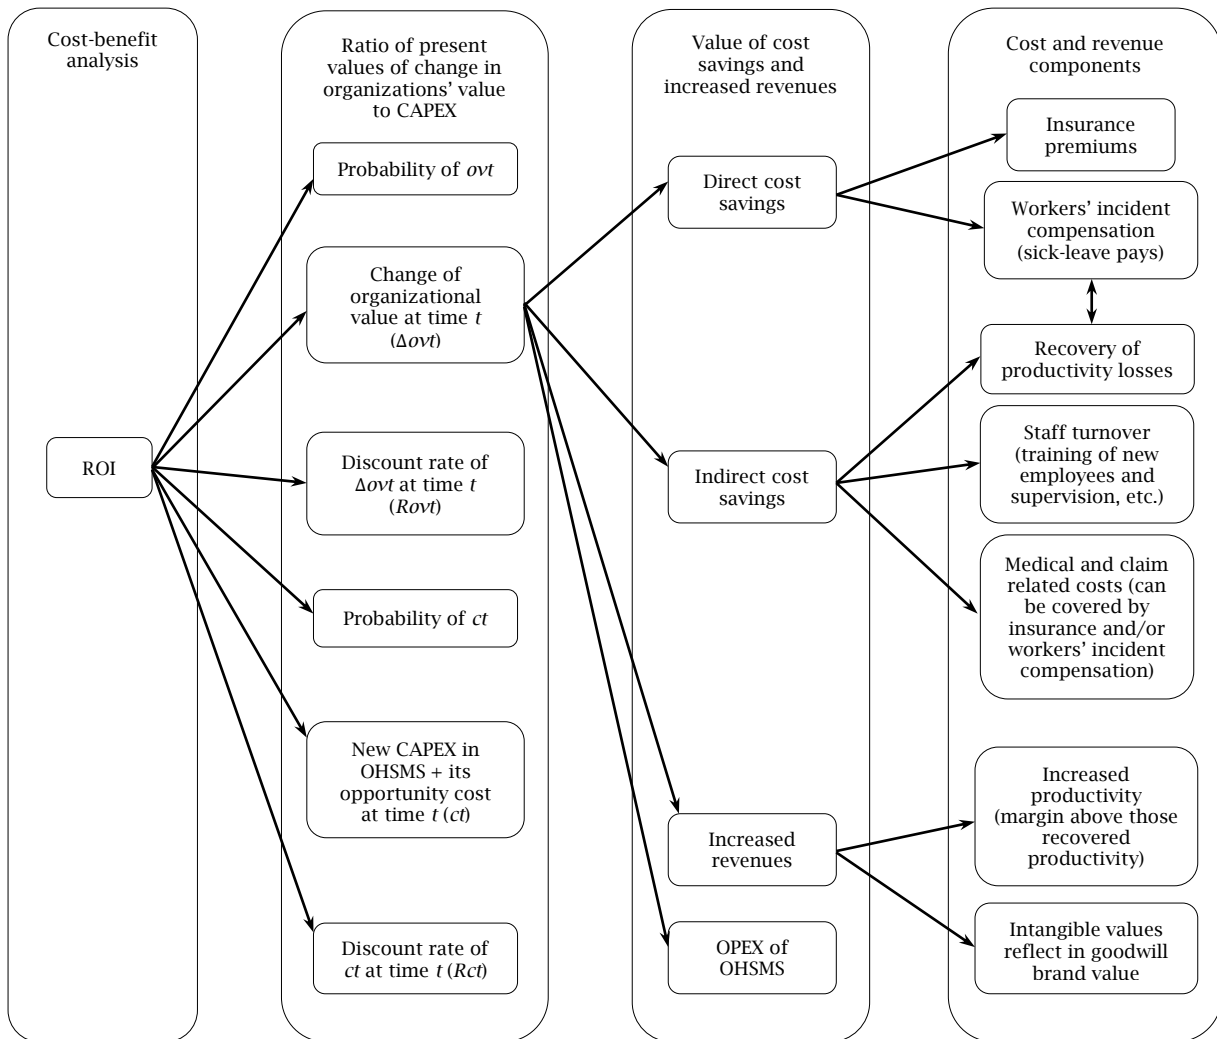 Cost-benefit
analysis
ROI
Ratio of present
values of change in
organizations’ value
to CAPEX
Probability of ovt
Change of
organizational
value at time t
(Δovt)
Discount rate of
Δovt at time t
(Rovt)
Probability of ct
New CAPEX in
OHSMS + its
opportunity cost
at time t (ct)
Discount rate of
ct at time t (Rct)
Value of cost
savings and
increased revenues
Direct cost
savings
Indirect cost
savings
Increased
revenues
OPEX of
OHSMS
Cost and revenue
components
Insurance
premiums
Workers’ incident
compensation
(sick-leave pays)
Recovery of
productivity losses
Staff turnover
(training of new
employees and
supervision, etc.)
Medical and claim
related costs (can
be covered by
insurance and/or
workers’ incident
compensation)
Increased
productivity
(margin above those
recovered
productivity)
Intangible values
reflect in goodwill
brand value